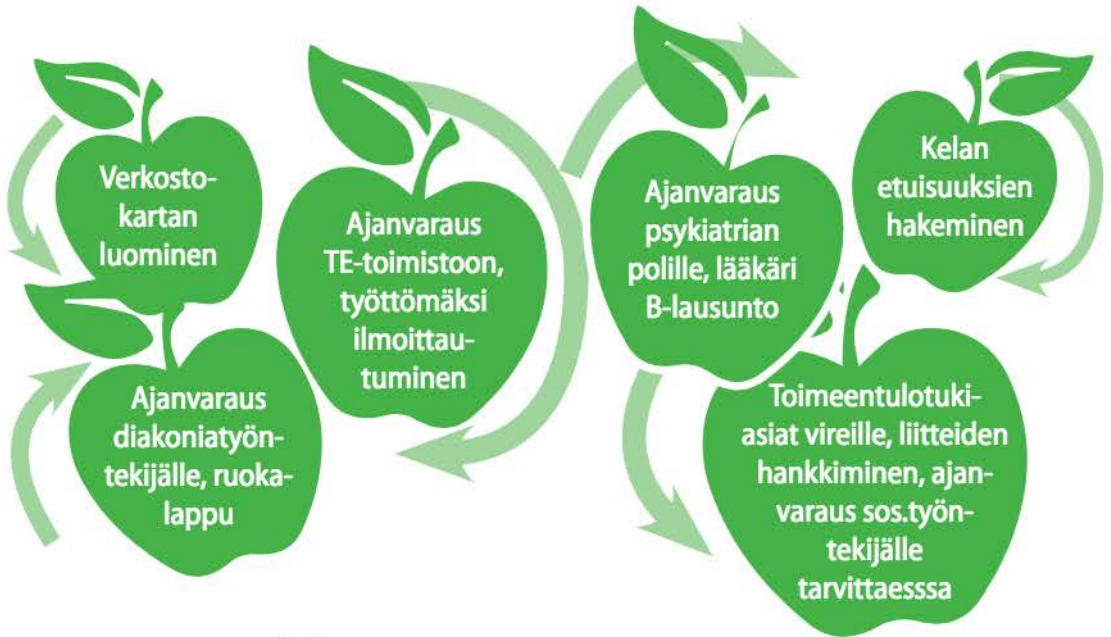 Verkosto-
kartan
luominen
Ajanvaraus
diakoniatyön-
tekijälle, ruoka-
lappu
Ajanvaraus
TE-toimistoon,
työttömäksi
ilmoittau-
tuminen
Ajanvaraus
psykiatrian
polille, lääkäri
B-lausunto
Kelan
etuisuuksien
hakeminen
Toimeentulotuki-
asiat vireille, liitteiden
hankkiminen, ajan-
varaus sos.työn-
tekijälle
tarvittaesssa